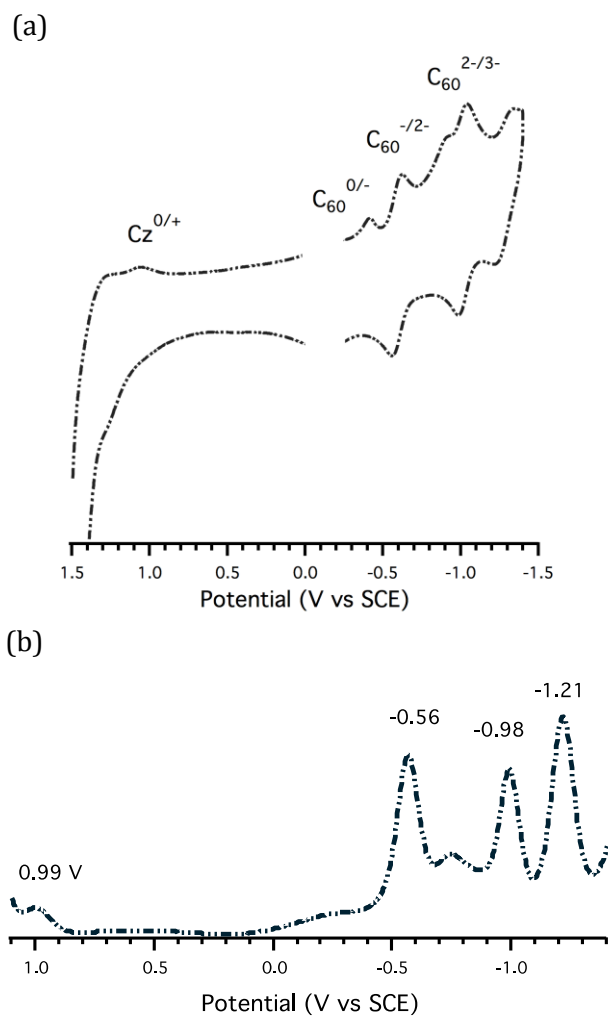 (a)
C60 2-/3-
C60 -/2-
C60 0/-
Cz 0/+
1.5 1.0 0.5 0.0 -0.5 -1.0 -1.5
Potential (V vs SCE)
(b)
-1.21
-0.56 -0.98
0.99 V
1.0 0.5 0.0 -0.5 -1.0
Potential (V vs SCE)